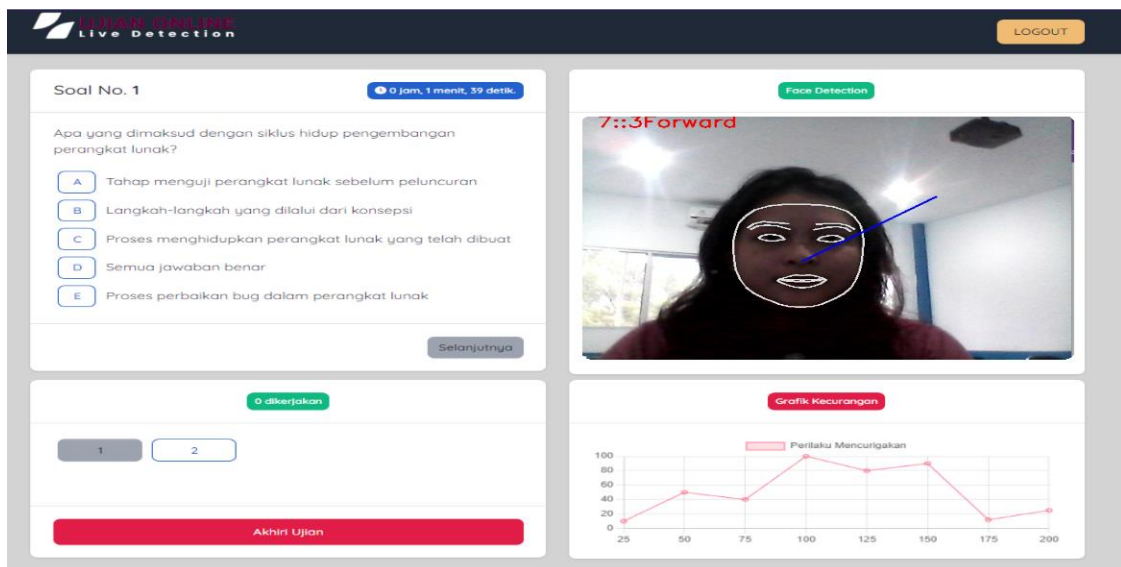 UJIAN ONLINE
Live Detection
LOGOUT
Soal No. 1
0 jam, 1 menit, 39 detik.
Apa yang dimaksud dengan siklus hidup pengembangan
perangkat lunak?
A Tahap menguji perangkat lunak sebelum peluncuran
B Langkah-langkah yang dilalui dari konsepsi
C Proses menghidupkan perangkat lunak yang telah dibuat
D Semua jawaban benar
E Proses perbaikan bug dalam perangkat lunak
Selanjutnya
Face Detection
7::3Forward
0 dikerjakan
1 2
Akhiri Ujian
Grafik Kecurangan
Perilaku Mencurigakan
100
80
60
40
20
0
25 50 75 100 125 150 175 200